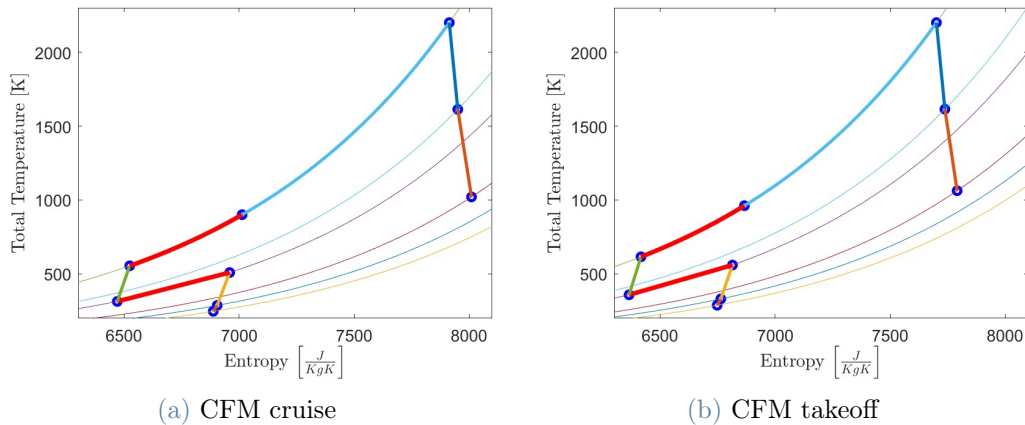 2000
1500
1000
500
6500 7000 7500 8000
Total Temperature [K]
Entropy [J/KgK]
(a) CFM cruise
2000
1500
1000
500
6500 7000 7500 8000
Total Temperature [K]
Entropy [J/KgK]
(b) CFM takeoff